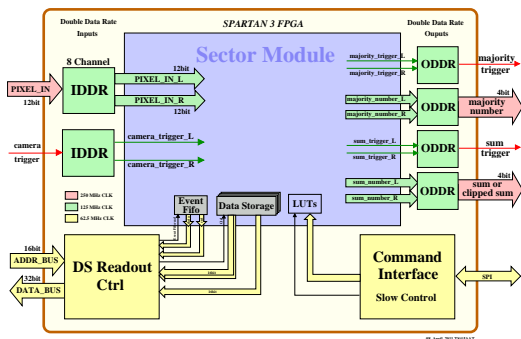 Double Data Rate
Inputs
SPARTAN 3 FPGA
Double Data Rate
Ouputs
Sector Module
8 Channel
IDDR
PIXEL_IN
12bit
12bit
PIXEL_IN_L
PIXEL_IN_R
12bit
majority_trigger_L
majority_trigger_R
ODDR
majority
trigger
majority_number_L
majority_number_R
ODDR
4bit
majority
number
camera
trigger
IDDR
camera_trigger_L
camera_trigger_R
sum_trigger_L
sum_trigger_R
ODDR
sum
trigger
sum_number_L
sum_number_R
ODDR
4bit
sum or
clipped sum
250 MHz CLK
125 MHz CLK
62.5 MHz CLK
Event
Fifo
Data Storage
LUTs
16bit
ADDR_BUS
32bit
DATA_BUS
DS Readout
Ctrl
Command
Interface
Slow Control
SPI